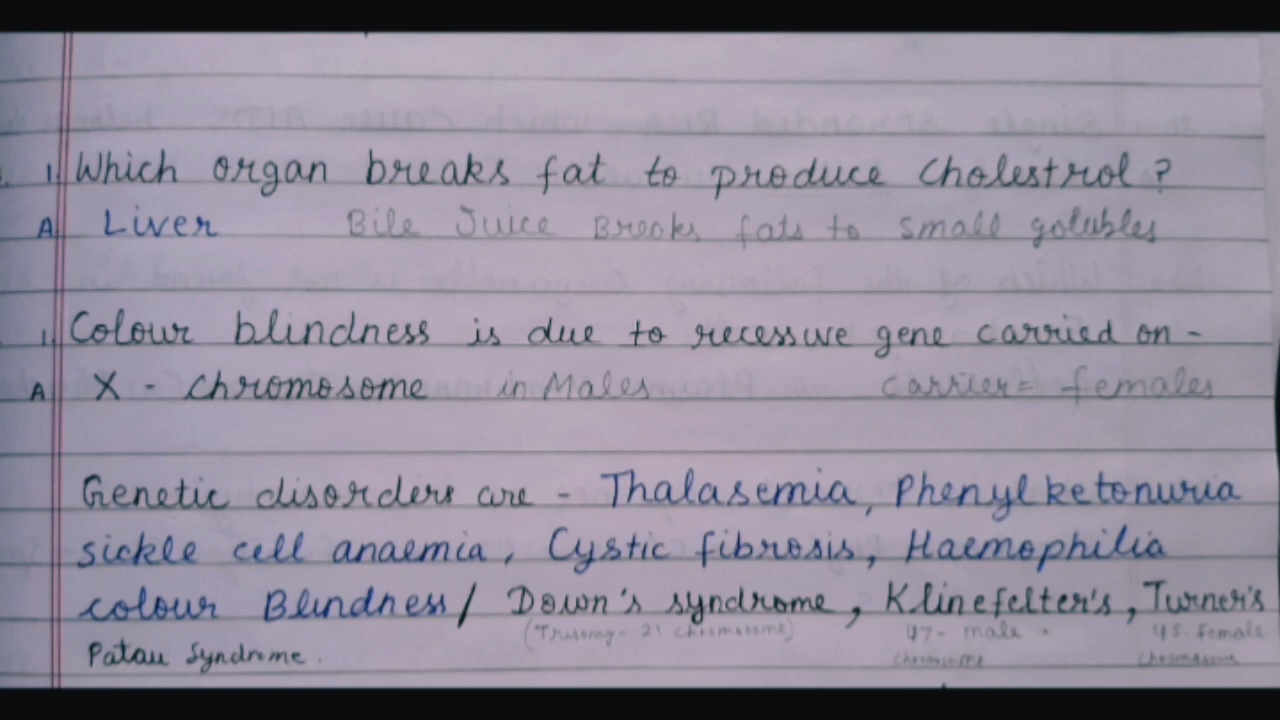 1. Which organ breaks fat to produce Cholestrol?
A Liver Bile Juice Breaks fats to small golubles
1. Colour blindness is due to recessive gene carried on -
A X - chromosome in Males carrier = females
Genetic disorders are - Thalasemia, Phenylketonuria
sickle cell anaemia, Cystic fibrosis, Haemophilia
colour Blindness / Down's syndrome, Klinefelter's, Turner's
(Trisomy - 21 chromosome) 47 - male - 45 - female
Patau Syndrome. chromosome chromosome